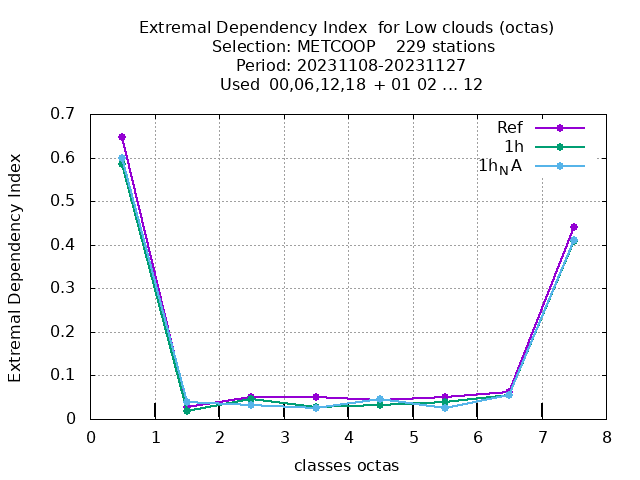 Extremal Dependency Index for Low clouds (octas)
Selection: METCOOP 229 stations
Period: 20231108-20231127
Used 00,06,12,18 + 01 02 ... 12
Ref
1h
1hNA
Extremal Dependency Index
0.7
0.6
0.5
0.4
0.3
0.2
0.1
0
0 1 2 3 4 5 6 7 8
classes octas